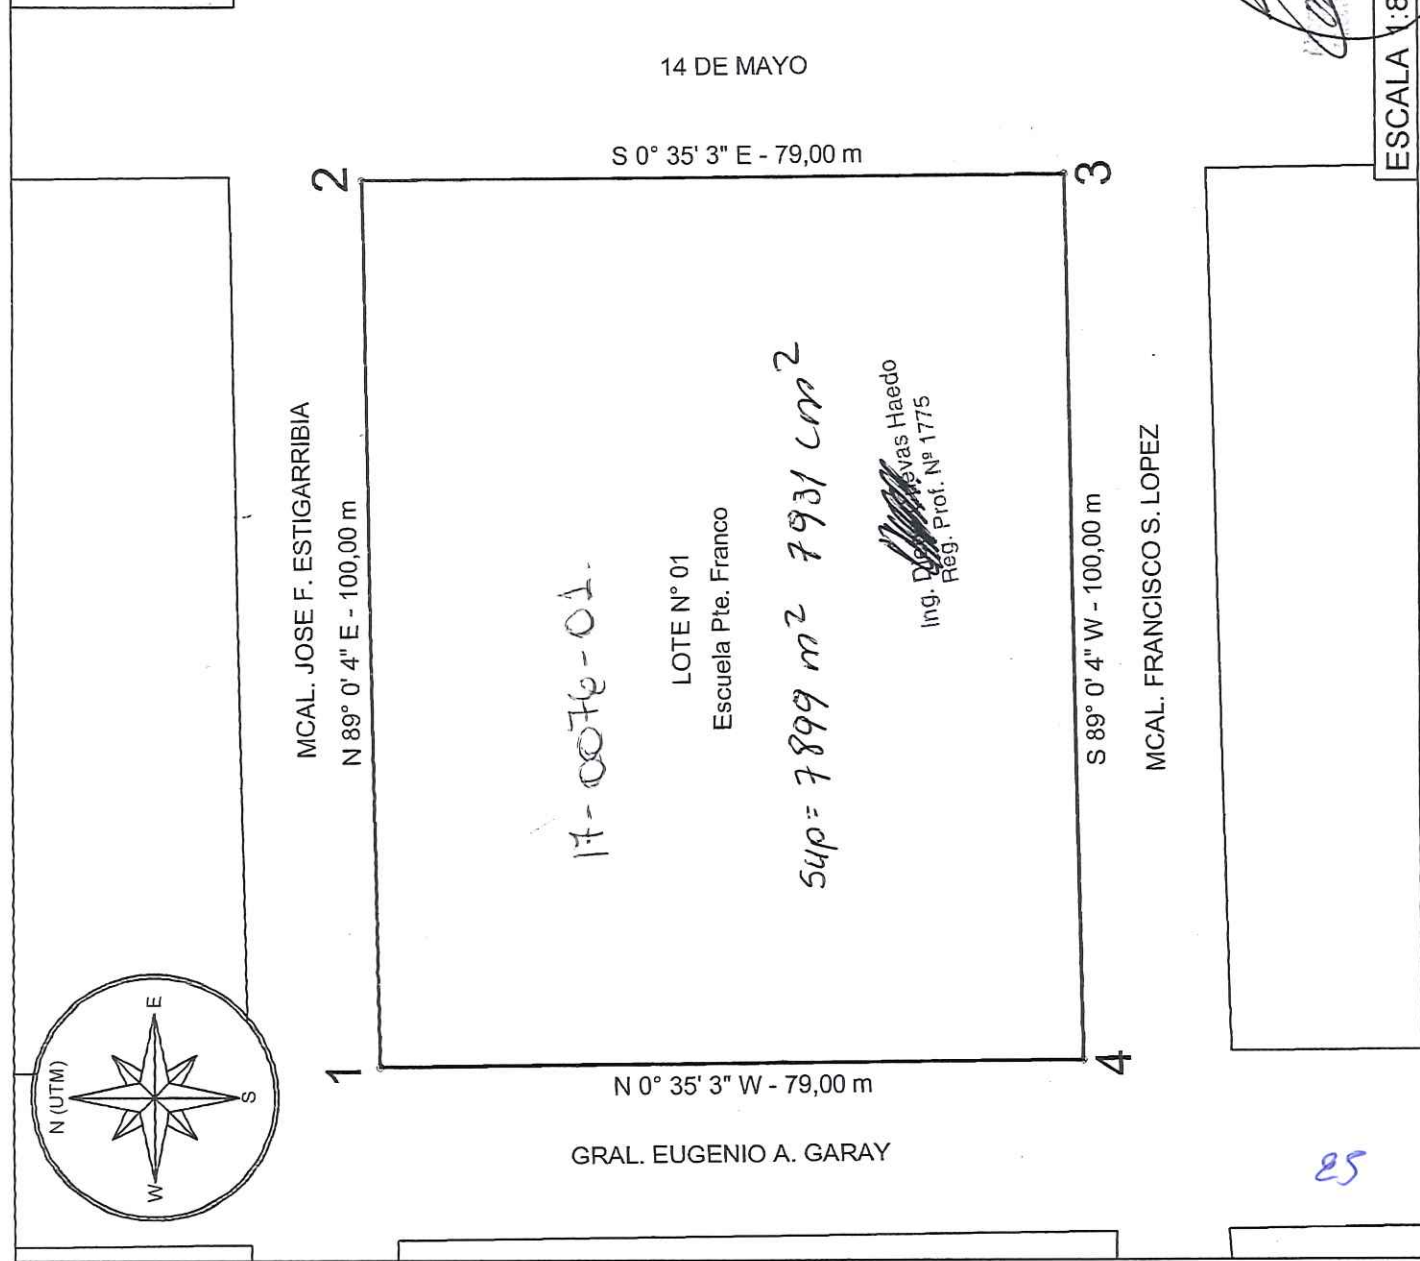 ESCALA 1:8
14 DE MAYO
S 0° 35' 3" E - 79,00 m
2
3
MCAL. JOSE F. ESTIGARRIBIA
N 89° 0' 4" E - 100,00 m
17-0076-01.
LOTE N° 01
Escuela Pte. Franco
Sup= 7899 m² 7931 cm²
Ing. evas Haedo
Reg. Prof. Nº 1775
S 89° 0' 4" W - 100,00 m
MCAL. FRANCISCO S. LOPEZ
N (UTM)
E
S
W
1
4
N 0° 35' 3" W - 79,00 m
GRAL. EUGENIO A. GARAY
25